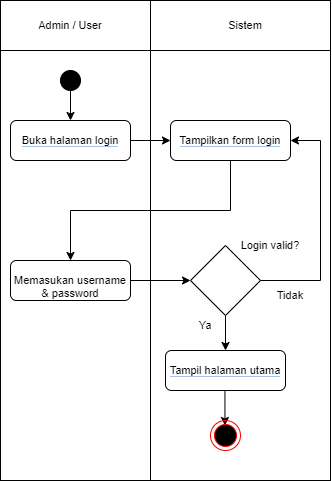 Admin / User
Sistem
Buka halaman login
Tampilkan form login
Login valid?
Memasukan username
& password
Tidak
Ya
Tampil halaman utama